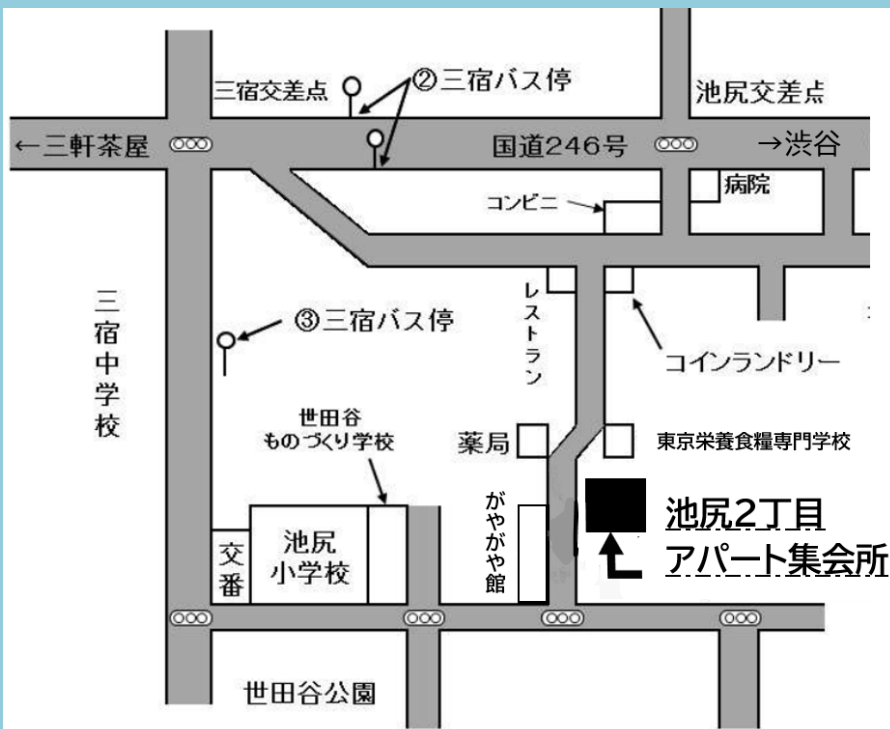 三宿交差点
②三宿バス停
池尻交差点
←三軒茶屋
国道246号
→渋谷
コンビニ
病院
レストラン
コインランドリー
三宿中学校
③三宿バス停
世田谷
ものづくり学校
薬局
東京栄養食糧専門学校
交番
池尻
小学校
がやがや館
池尻2丁目
アパート集会所
世田谷公園